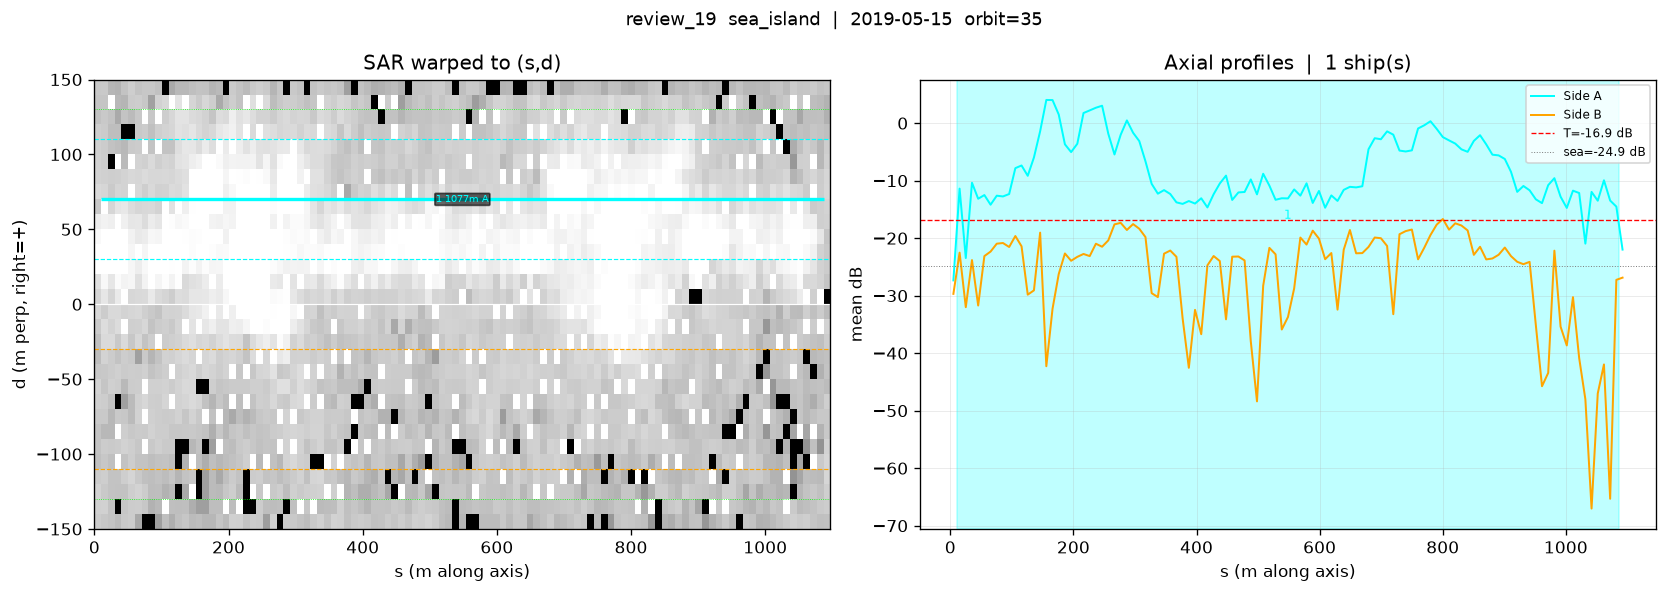 review_19  sea_island  |  2019-05-15  orbit=35
SAR warped to (s,d)
150
100
50
0
−50
−100
−150
d (m perp, right=+)
1 1077m A
0
200
400
600
800
1000
s (m along axis)
Axial profiles  |  1 ship(s)
0
−10
−20
−30
−40
−50
−60
−70
mean dB
Side A
Side B
T=-16.9 dB
sea=-24.9 dB
1
0
200
400
600
800
1000
s (m along axis)